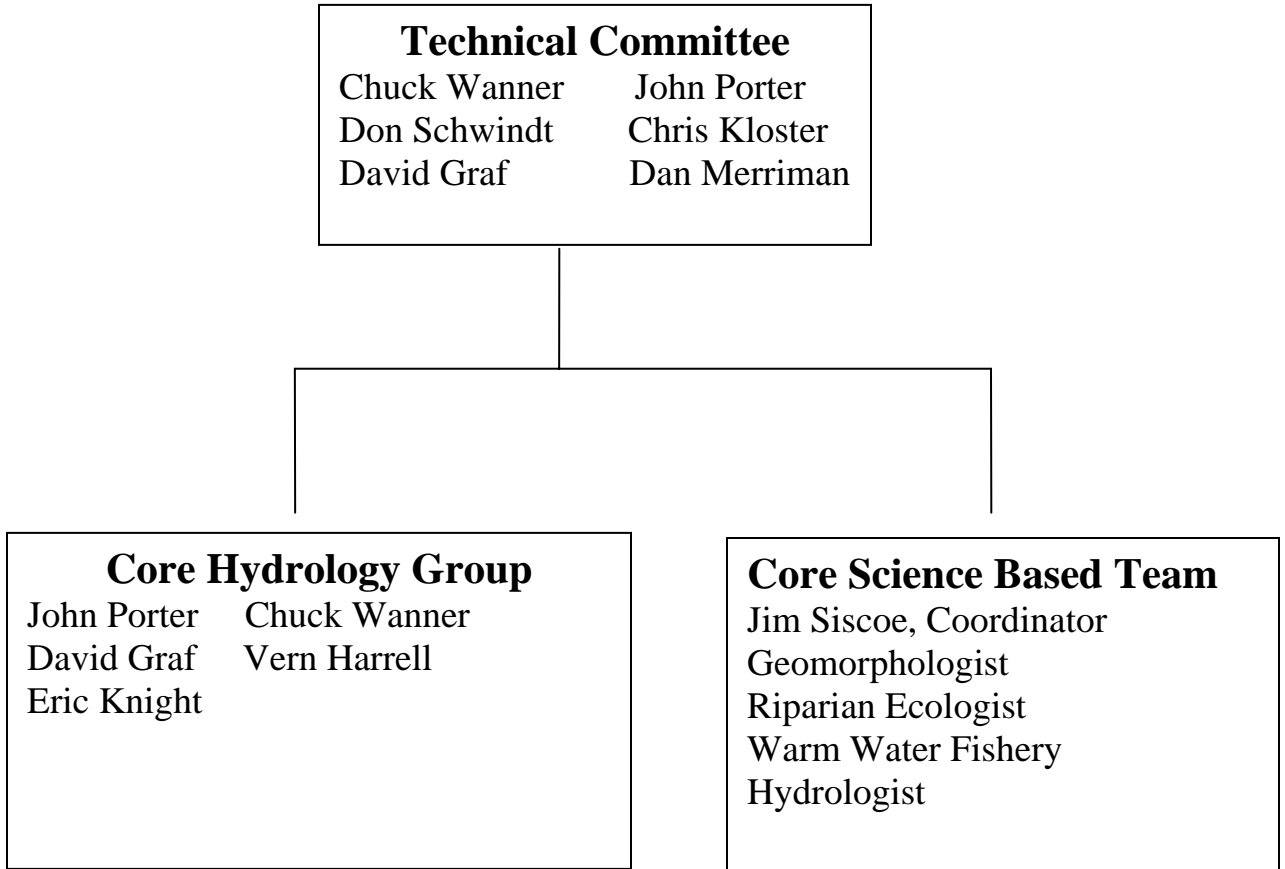 Technical Committee
Chuck Wanner John Porter
Don Schwindt Chris Kloster
David Graf Dan Merriman
Core Hydrology Group
John Porter Chuck Wanner
David Graf Vern Harrell
Eric Knight
Core Science Based Team
Jim Siscoe, Coordinator
Geomorphologist
Riparian Ecologist
Warm Water Fishery
Hydrologist